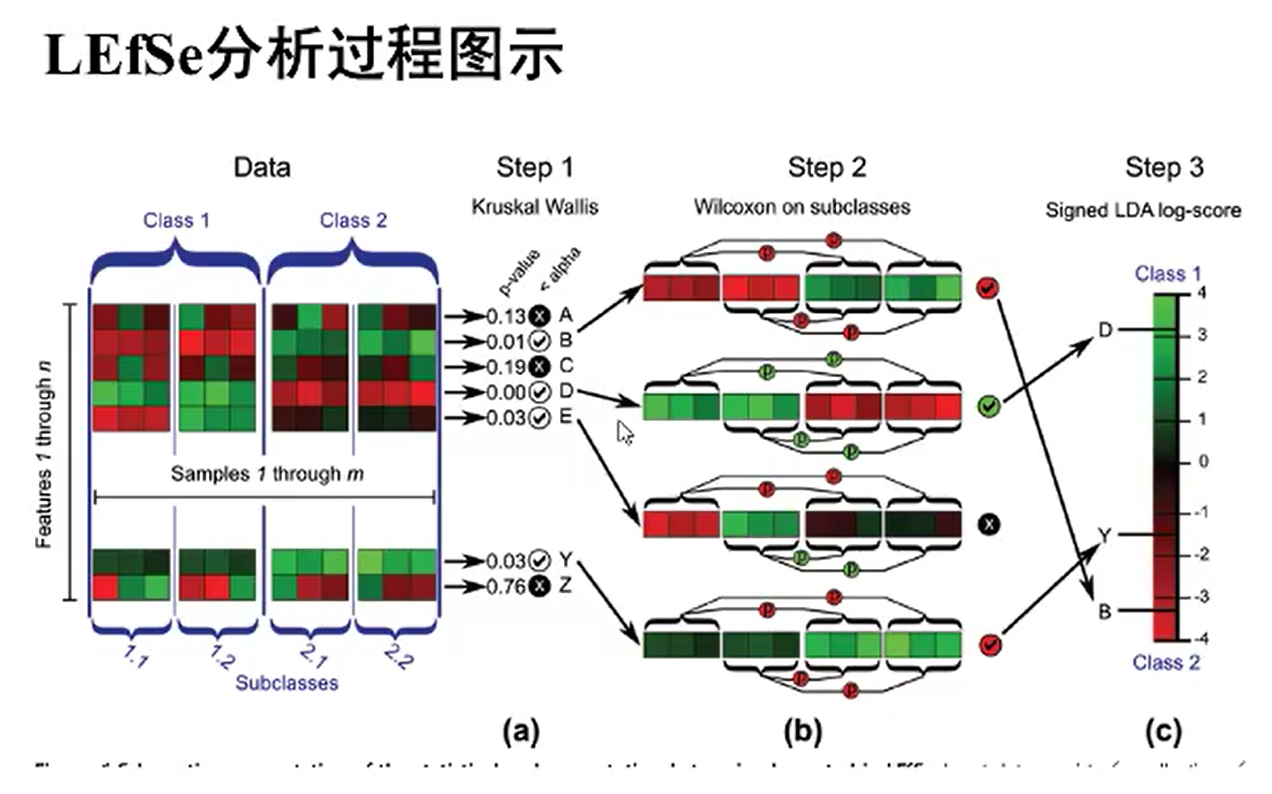 LEfSe分析过程图示
Data
Step 1
Step 2
Step 3
Kruskal Wallis
Wilcoxon on subclasses
Signed LDA log-score
Class 1
Class 2
p-value
< alpha
Features 1 through n
0.13 A
0.01 B
0.19 C
0.00 D
0.03 E
Samples 1 through m
0.03 Y
0.76 Z
1.1
1.2
2.1
2.2
Subclasses
p p
p p
p p
p p
p p
p p
p p
p p
Class 1
4
D
3
2
1
0
-1
Y
-2
-3
B
-4
Class 2
(a)
(b)
(c)